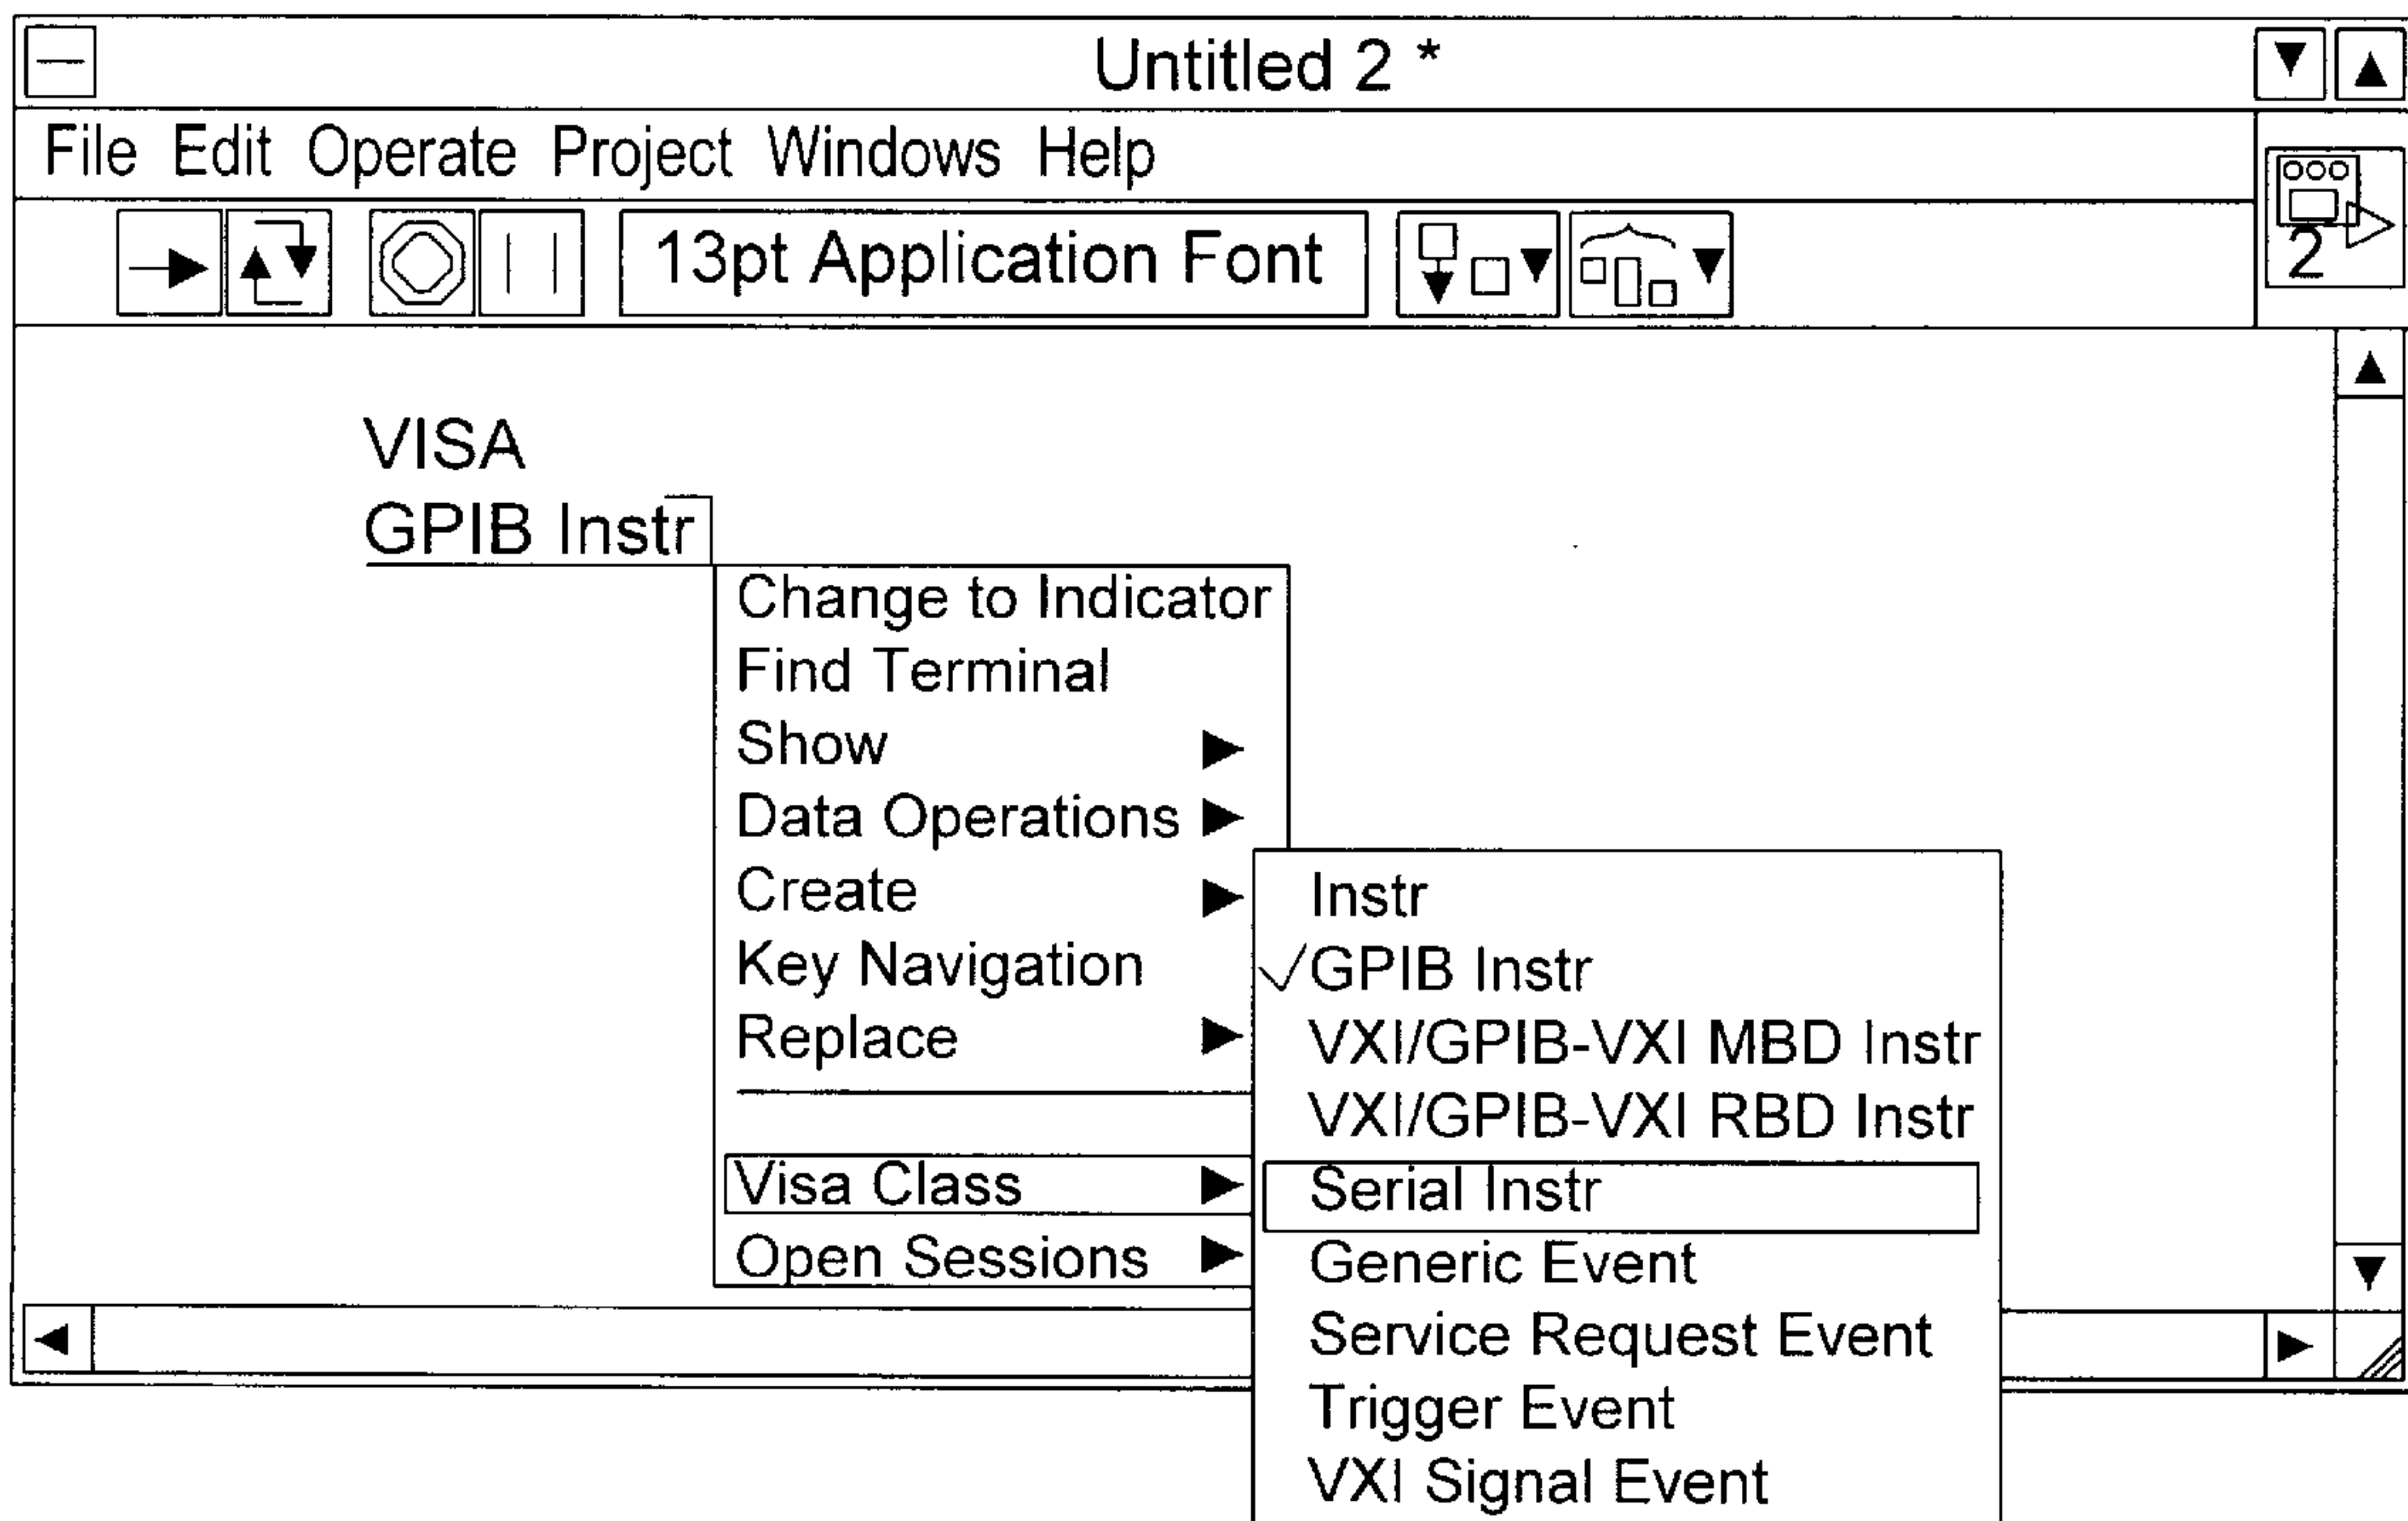 Untitled 2 *
File Edit Operate Project Windows Help
13pt Application Font
2
VISA
GPIB Instr
Change to Indicator
Find Terminal
Show
Data Operations
Create
Key Navigation
Replace
Visa Class
Open Sessions
Instr
GPIB Instr
VXI/GPIB-VXI MBD Instr
VXI/GPIB-VXI RBD Instr
Serial Instr
Generic Event
Service Request Event
Trigger Event
VXI Signal Event